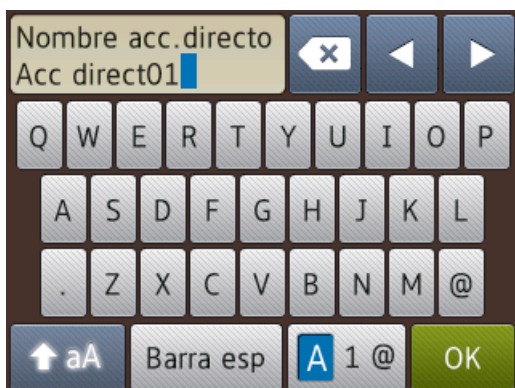 Nombre acc.directo
Acc direct01
Q W E R T Y U I O P
A S D F G H J K L
. Z X C V B N M @
aA Barra esp A 1 @ OK